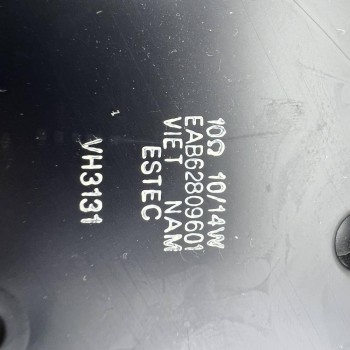 10Ω 10/14W
EAB62809601
VIET NAM
ESTEC
VH3131